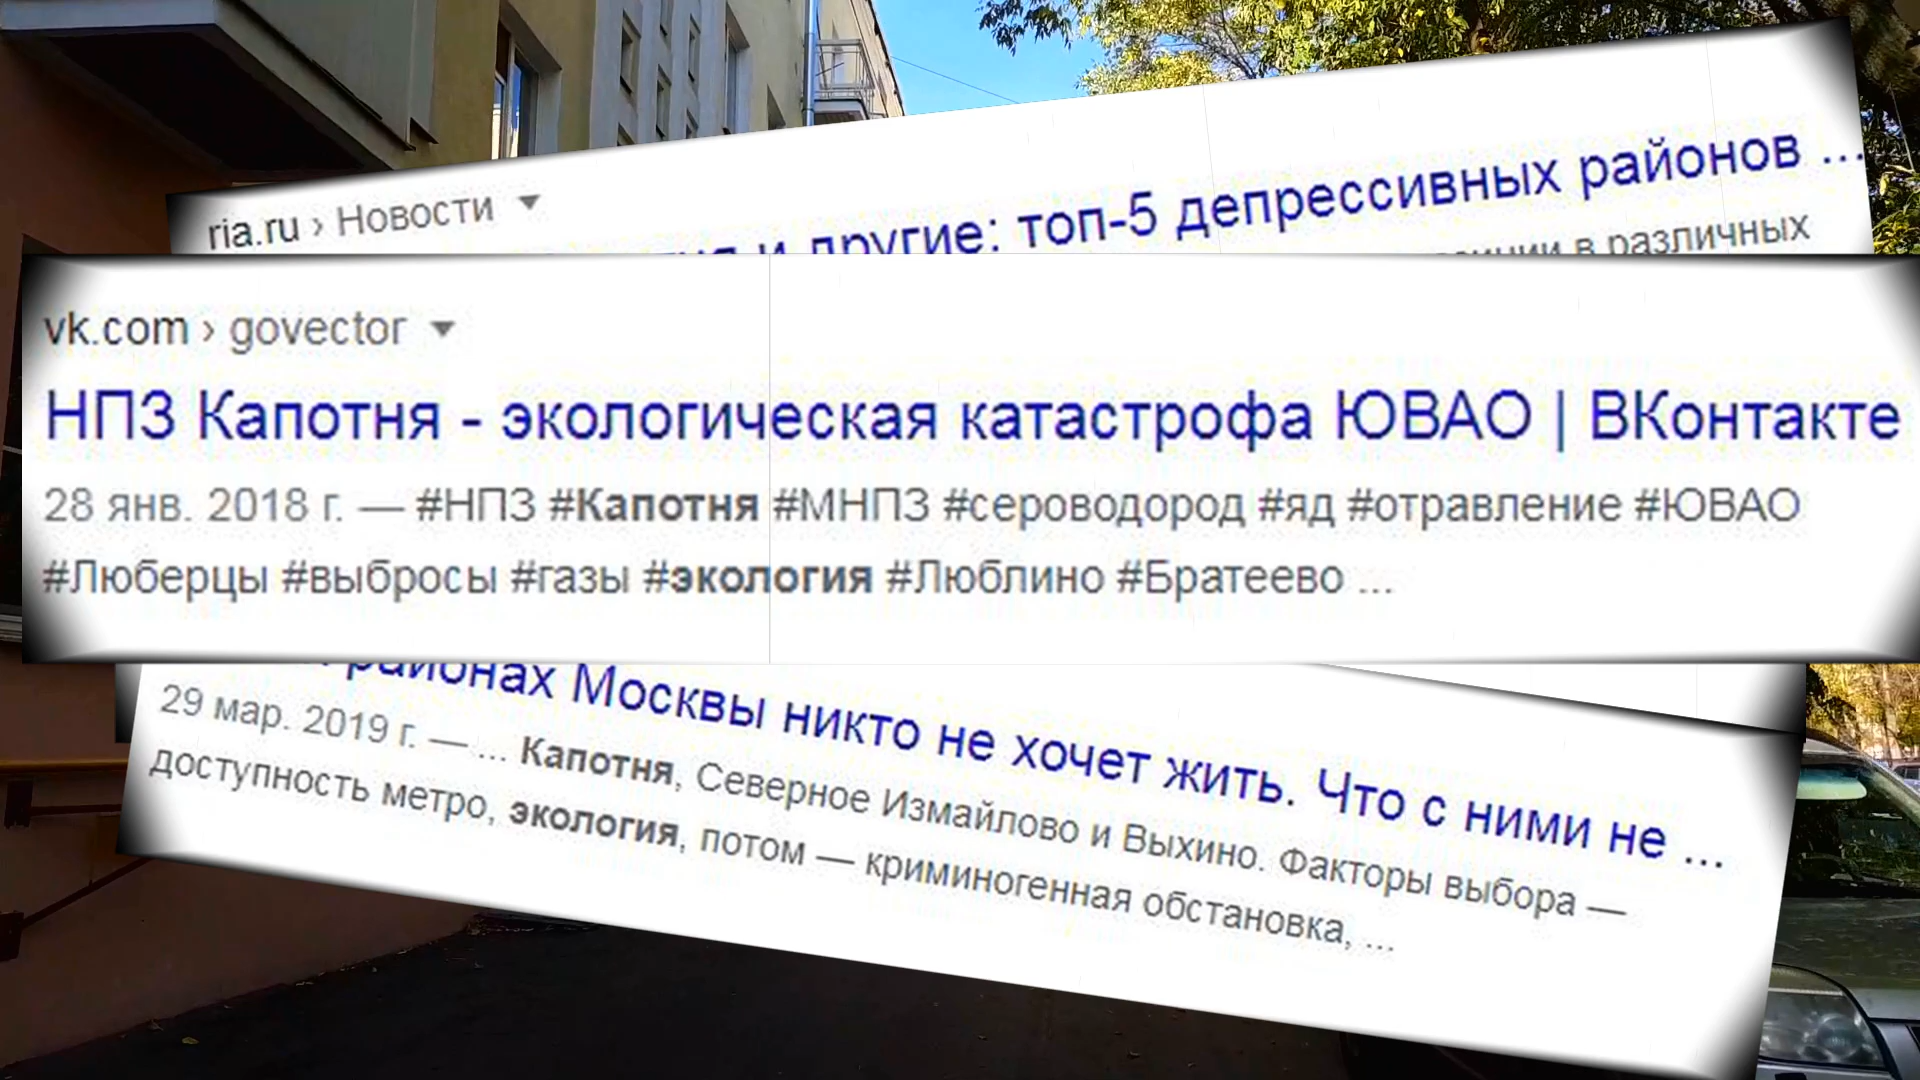 ria.ru › Новости
и другие: топ-5 депрессивных районов ...
в различных
vk.com › govector
НПЗ Капотня - экологическая катастрофа ЮВАО | ВКонтакте
28 янв. 2018 г. — #НПЗ #Капотня #МНПЗ #сероводород #яд #отравление #ЮВАО
#Люберцы #выбросы #газы #экология #Люблино #Братеево ...
районах Москвы никто не хочет жить. Что с ними не ...
29 мар. 2019 г. — ... Капотня, Северное Измайлово и Выхино. Факторы выбора —
доступность метро, экология, потом — криминогенная обстановка, ...